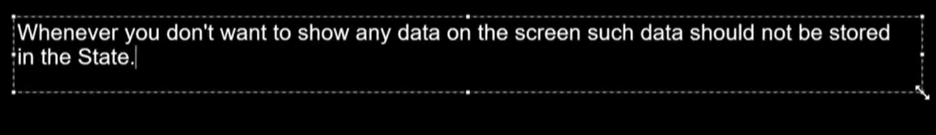 Whenever you don't want to show any data on the screen such data should not be stored
in the State.